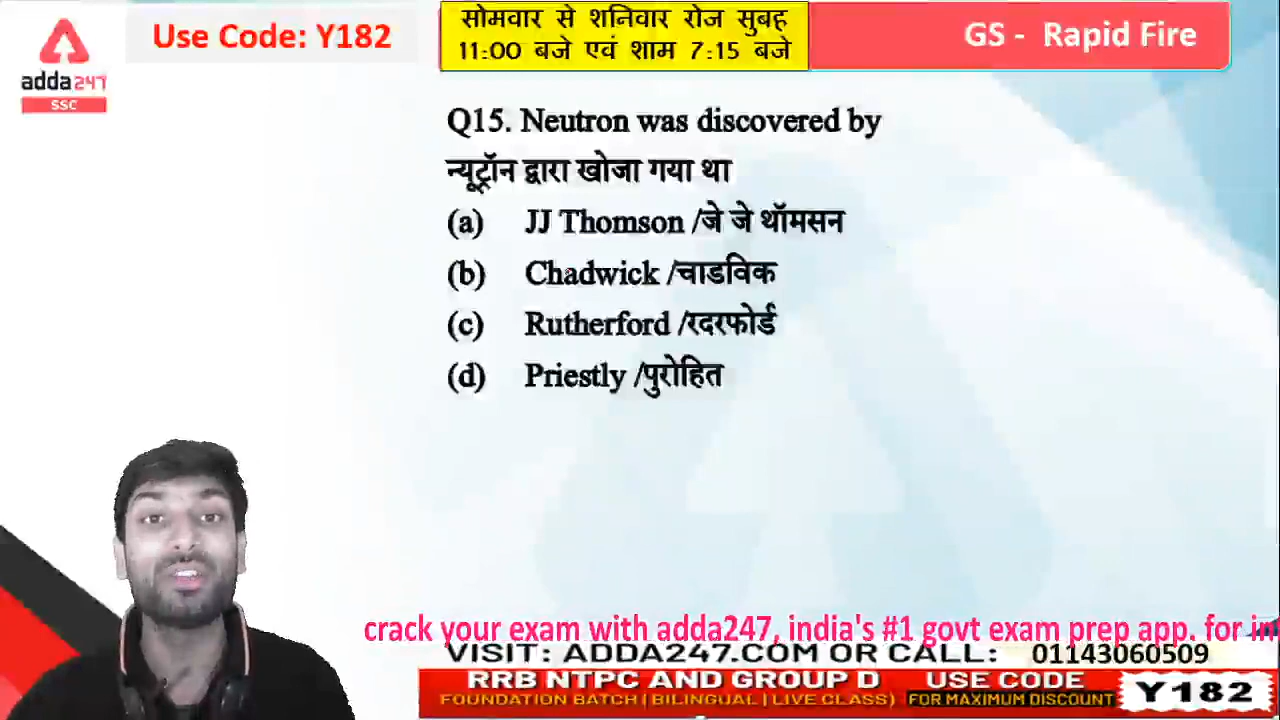 adda247
SSC
Use Code: Y182
सोमवार से शनिवार रोज सुबह
11:00 बजे एवं शाम 7:15 बजे
GS - Rapid Fire
Q15. Neutron was discovered by
न्यूट्रॉन द्वारा खोजा गया था
(a) JJ Thomson /जे जे थॉमसन
(b) Chadwick /चाडविक
(c) Rutherford /रदरफोर्ड
(d) Priestly /पुरोहित
crack your exam with adda247, india's #1 govt exam prep app. for
VISIT: ADDA247.COM OR CALL: 01143060509
RRB NTPC AND GROUP D USE CODE
FOUNDATION BATCH | BILINGUAL | LIVE CLASS) FOR MAXIMUM DISCOUNT
Y182